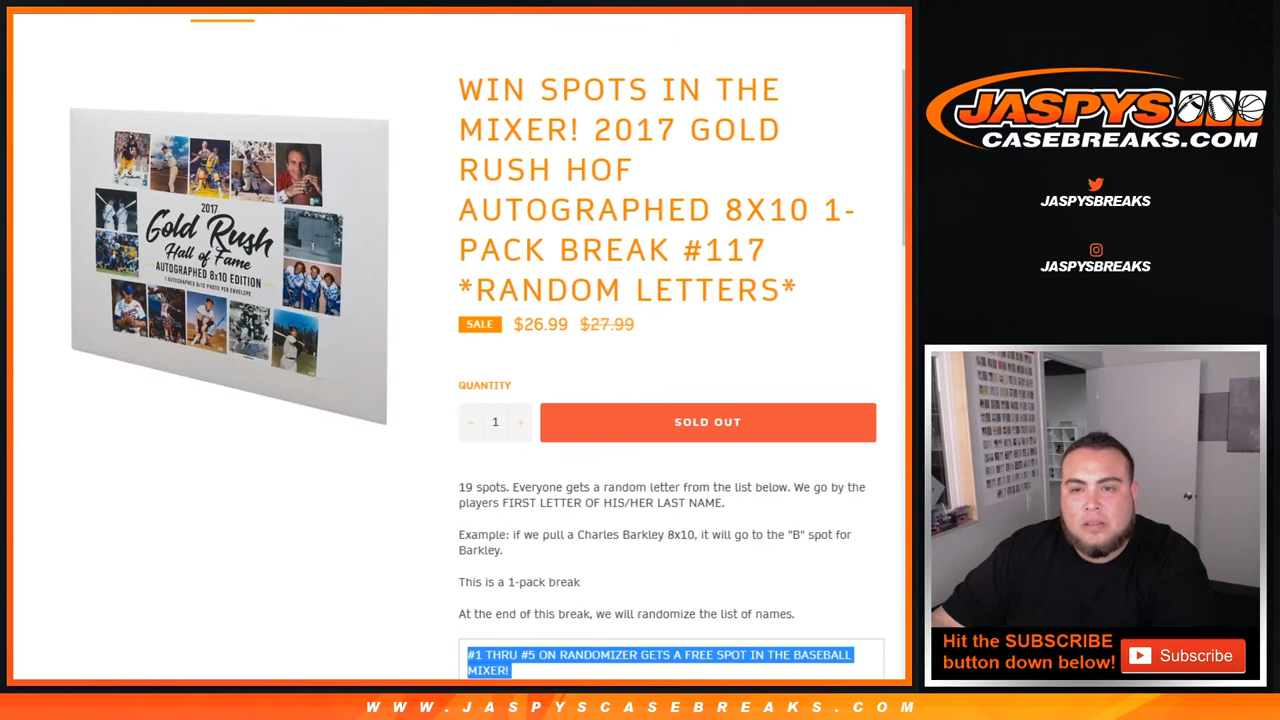 WIN SPOTS IN THE
MIXER! 2017 GOLD
RUSH HOF
AUTOGRAPHED 8X10 1-
PACK BREAK #117
*RANDOM LETTERS*
SALE $26.99 $27.99
QUANTITY
− 1 +
SOLD OUT
19 spots. Everyone gets a random letter from the list below. We go by the
players FIRST LETTER OF HIS/HER LAST NAME.
Example: if we pull a Charles Barkley 8x10, it will go to the "B" spot for
Barkley.
This is a 1-pack break
At the end of this break, we will randomize the list of names.
#1 THRU #5 ON RANDOMIZER GETS A FREE SPOT IN THE BASEBALL
MIXER!
2017
Gold Rush
Hall of Fame
AUTOGRAPHED 8x10 EDITION
1 AUTOGRAPHED 8x10 PHOTO PER ENVELOPE
JASPYS
CASEBREAKS.COM
JASPYSBREAKS
JASPYSBREAKS
Hit the SUBSCRIBE
button down below!
Subscribe
WWW.JASPYSCASEBREAKS.COM